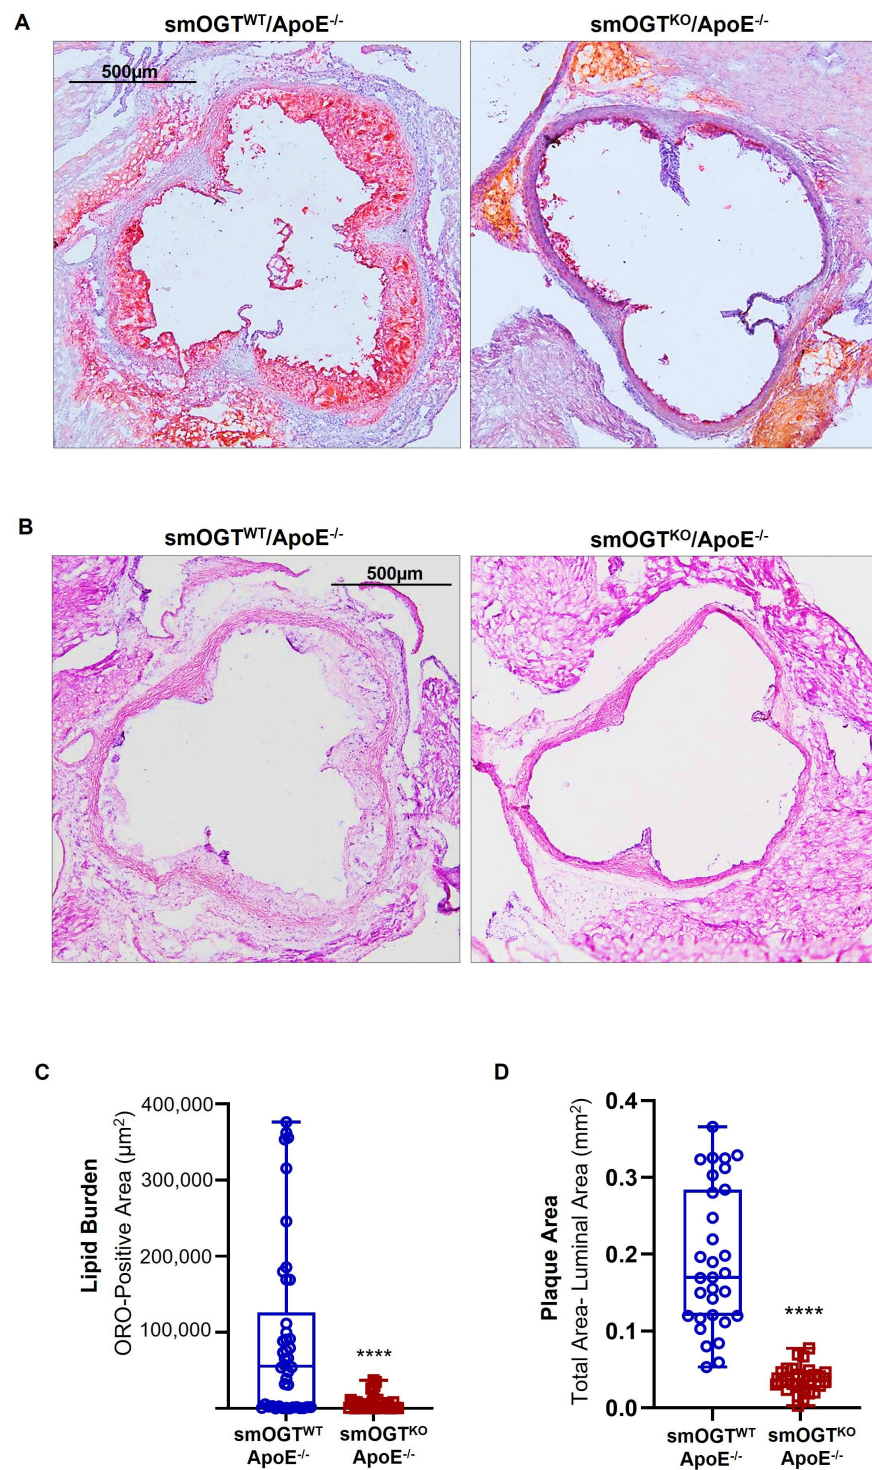 A
smOGTWT/ApoE-/-
smOGTKO/ApoE-/-
500µm
B
smOGTWT/ApoE-/-
smOGTKO/ApoE-/-
500µm
C
Lipid Burden
ORO-Positive Area (µm2)
400,000
300,000
200,000
100,000
0
****
smOGTWT
ApoE-/-
smOGTKO
ApoE-/-
D
Plaque Area
Total Area- Luminal Area (mm2)
0.4
0.3
0.2
0.1
0.0
****
smOGTWT
ApoE-/-
smOGTKO
ApoE-/-